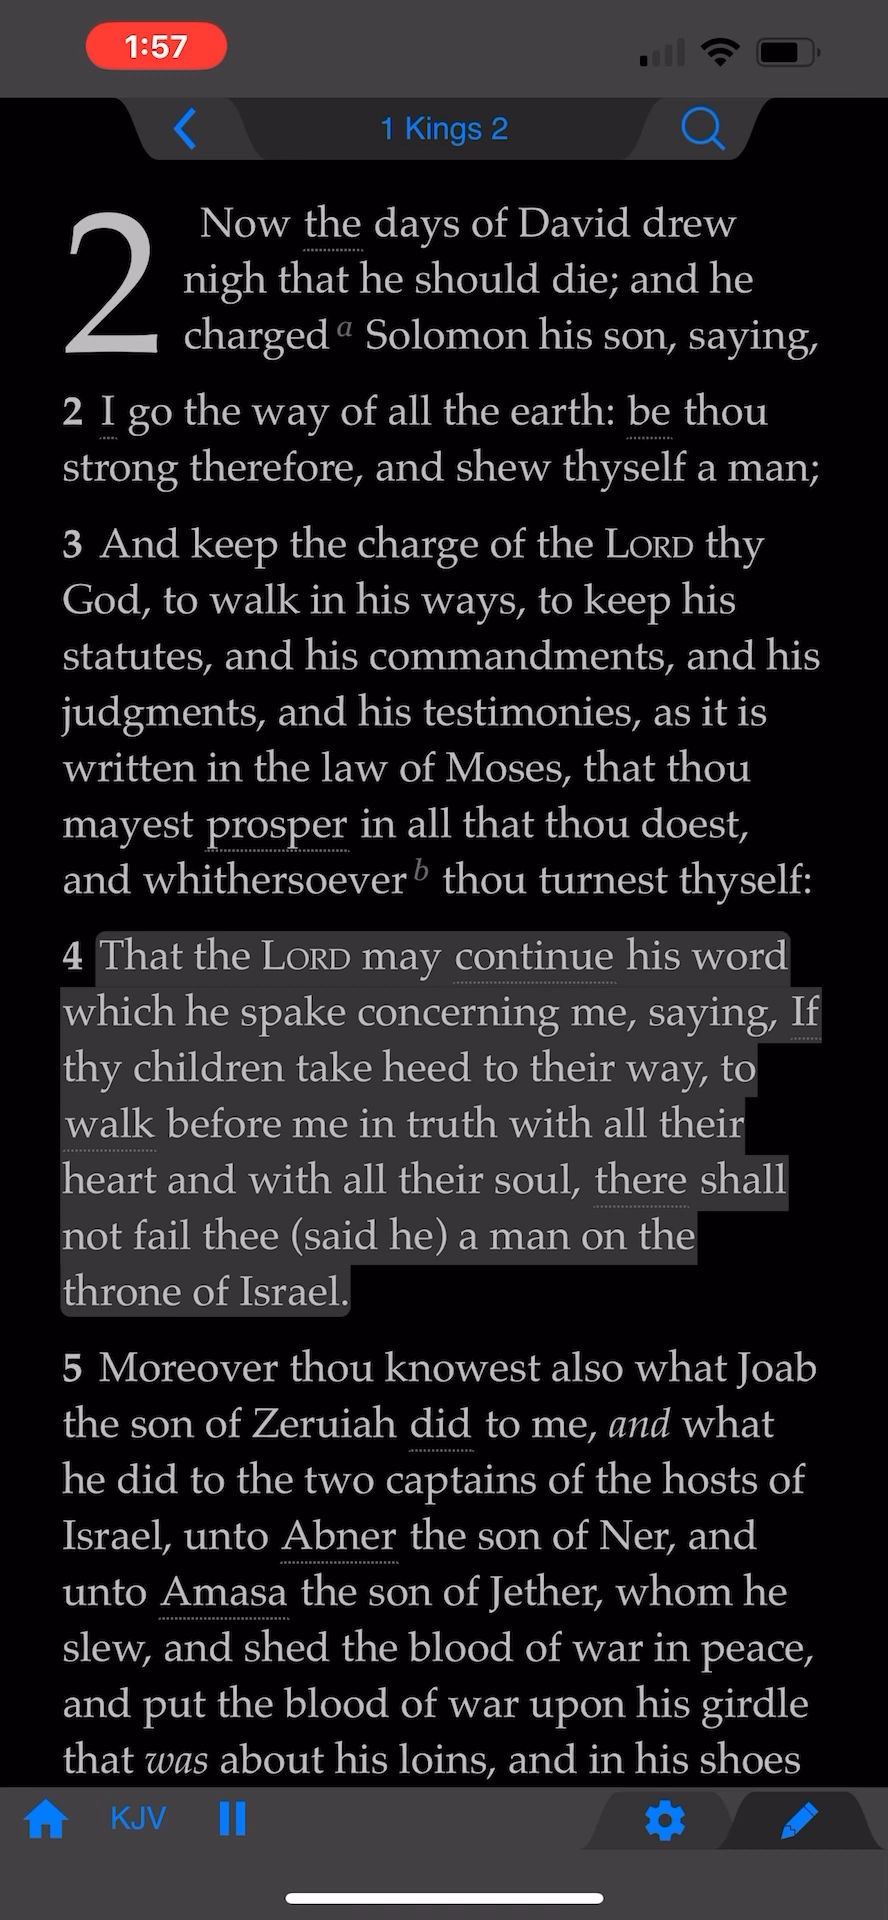 1:57
1 Kings 2
2 Now the days of David drew
nigh that he should die; and he
charged a Solomon his son, saying,
2 I go the way of all the earth: be thou
strong therefore, and shew thyself a man;
3 And keep the charge of the LORD thy
God, to walk in his ways, to keep his
statutes, and his commandments, and his
judgments, and his testimonies, as it is
written in the law of Moses, that thou
mayest prosper in all that thou doest,
and whithersoever b thou turnest thyself:
4 That the LORD may continue his word
which he spake concerning me, saying, If
thy children take heed to their way, to
walk before me in truth with all their
heart and with all their soul, there shall
not fail thee (said he) a man on the
throne of Israel.
5 Moreover thou knowest also what Joab
the son of Zeruiah did to me, and what
he did to the two captains of the hosts of
Israel, unto Abner the son of Ner, and
unto Amasa the son of Jether, whom he
slew, and shed the blood of war in peace,
and put the blood of war upon his girdle
that was about his loins, and in his shoes
KJV